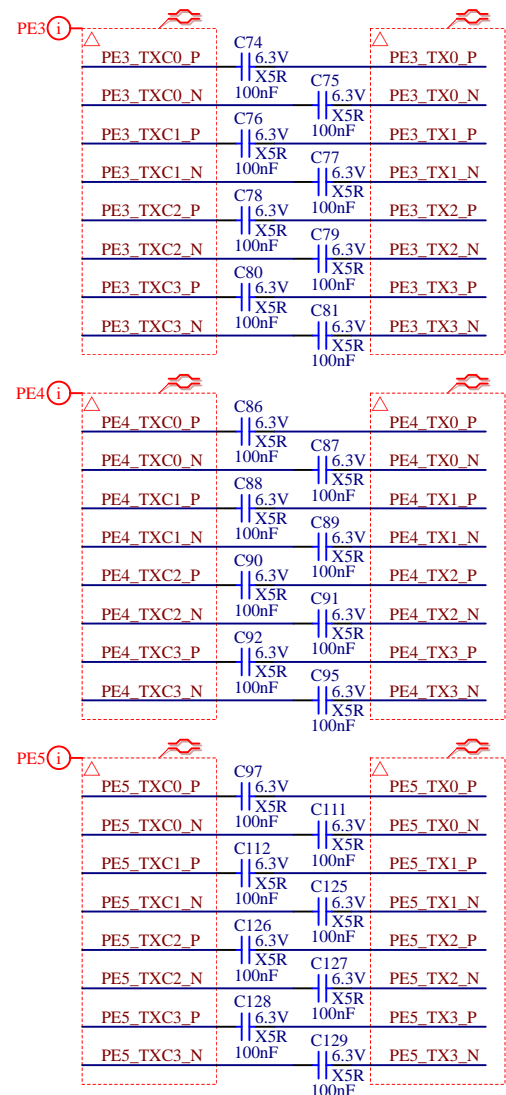 PE3 i
C74
PE3_TXC0_P 6.3V PE3_TX0_P
X5R
100nF
C75
PE3_TXC0_N 6.3V PE3_TX0_N
X5R
100nF
C76
PE3_TXC1_P 6.3V PE3_TX1_P
X5R
100nF
C77
PE3_TXC1_N 6.3V PE3_TX1_N
X5R
100nF
C78
PE3_TXC2_P 6.3V PE3_TX2_P
X5R
100nF
C79
PE3_TXC2_N 6.3V PE3_TX2_N
X5R
100nF
C80
PE3_TXC3_P 6.3V PE3_TX3_P
X5R
100nF
C81
PE3_TXC3_N 6.3V PE3_TX3_N
X5R
100nF
PE4 i
C86
PE4_TXC0_P 6.3V PE4_TX0_P
X5R
100nF
C87
PE4_TXC0_N 6.3V PE4_TX0_N
X5R
100nF
C88
PE4_TXC1_P 6.3V PE4_TX1_P
X5R
100nF
C89
PE4_TXC1_N 6.3V PE4_TX1_N
X5R
100nF
C90
PE4_TXC2_P 6.3V PE4_TX2_P
X5R
100nF
C91
PE4_TXC2_N 6.3V PE4_TX2_N
X5R
100nF
C92
PE4_TXC3_P 6.3V PE4_TX3_P
X5R
100nF
C95
PE4_TXC3_N 6.3V PE4_TX3_N
X5R
100nF
PE5 i
C97
PE5_TXC0_P 6.3V PE5_TX0_P
X5R
100nF
C111
PE5_TXC0_N 6.3V PE5_TX0_N
X5R
100nF
C112
PE5_TXC1_P 6.3V PE5_TX1_P
X5R
100nF
C125
PE5_TXC1_N 6.3V PE5_TX1_N
X5R
100nF
C126
PE5_TXC2_P 6.3V PE5_TX2_P
X5R
100nF
C127
PE5_TXC2_N 6.3V PE5_TX2_N
X5R
100nF
C128
PE5_TXC3_P 6.3V PE5_TX3_P
X5R
100nF
C129
PE5_TXC3_N 6.3V PE5_TX3_N
X5R
100nF